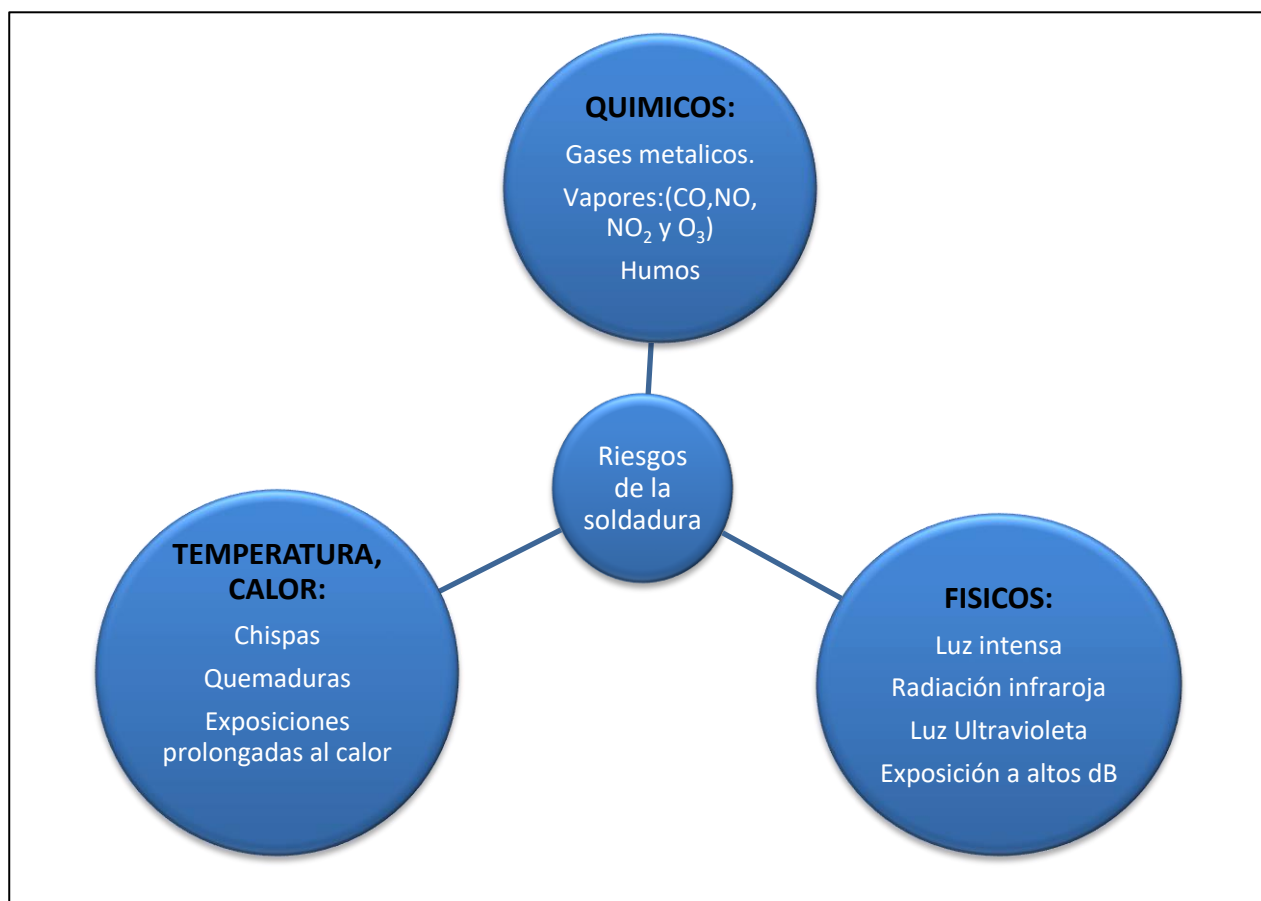 QUIMICOS:
Gases metalicos.
Vapores:(CO,NO,
NO₂ y O₃)
Humos
Riesgos
de la
soldadura
TEMPERATURA,
CALOR:
Chispas
Quemaduras
Exposiciones
prolongadas al calor
FISICOS:
Luz intensa
Radiación infraroja
Luz Ultravioleta
Exposición a altos dB